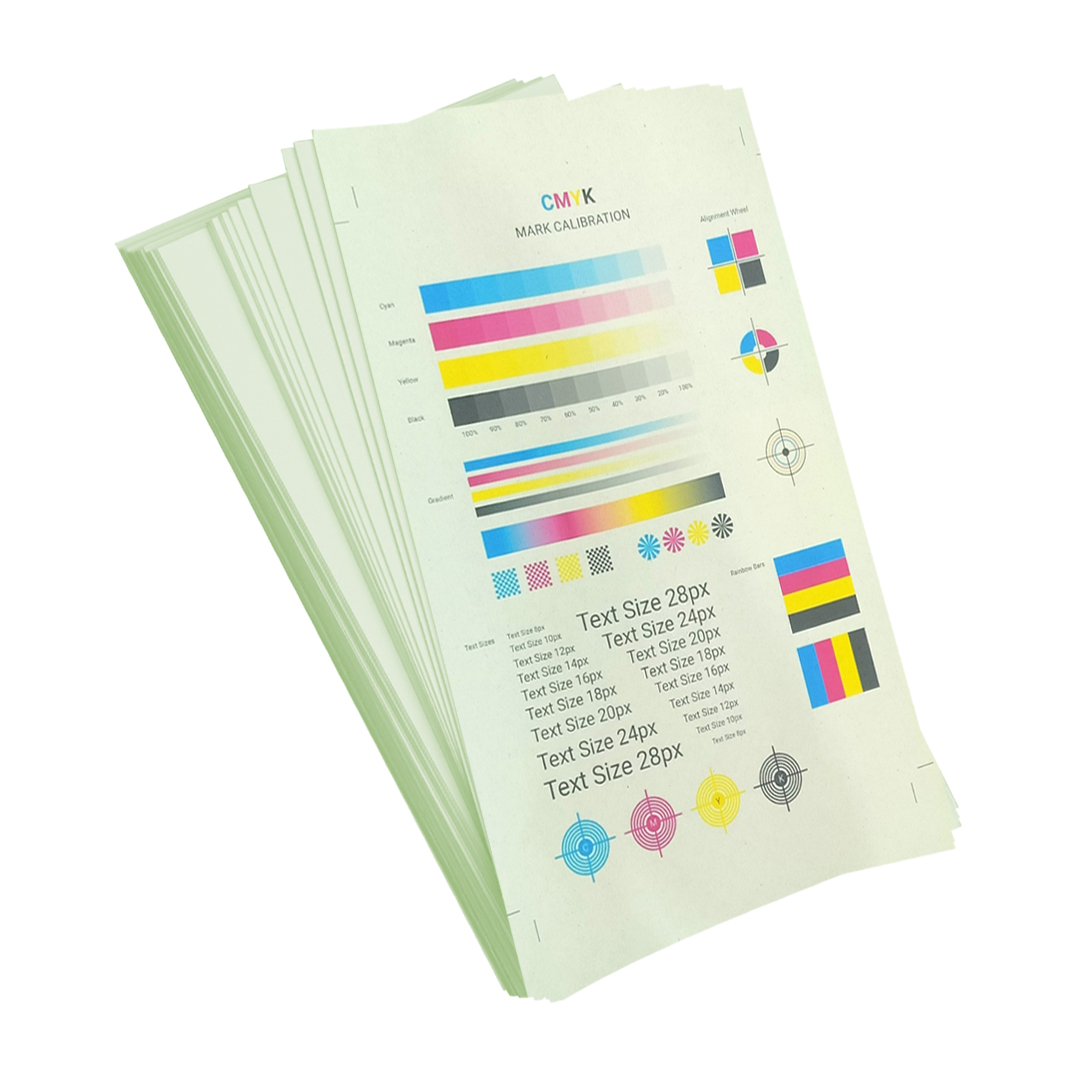 CMYK
MARK CALIBRATION
Alignment Wheel
Cyan
Magenta
Yellow
Black
100% 90% 80% 70% 60% 50% 40% 30% 20% 100%
Gradient
Rainbow Bars
Text Sizes
Text Size 8px
Text Size 10px
Text Size 12px
Text Size 14px
Text Size 16px
Text Size 18px
Text Size 20px
Text Size 24px
Text Size 28px
Text Size 28px
Text Size 24px
Text Size 20px
Text Size 18px
Text Size 16px
Text Size 14px
Text Size 12px
Text Size 10px
Text Size 8px
C M Y K